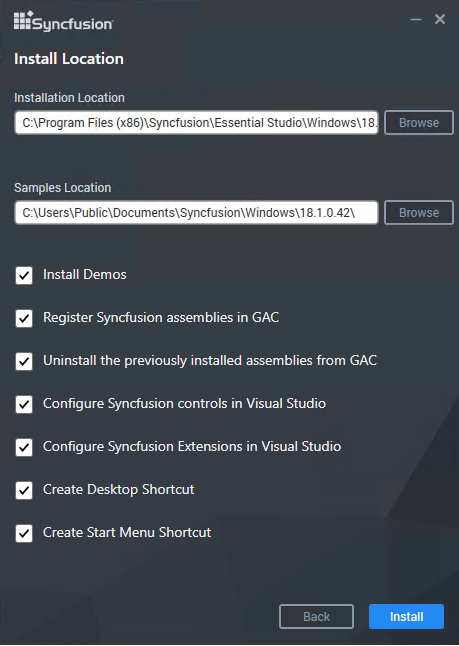 Syncfusion
Install Location
Installation Location
C:\Program Files (x86)\Syncfusion\Essential Studio\Windows\18.
Browse
Samples Location
C:\Users\Public\Documents\Syncfusion\Windows\18.1.0.42\
Browse
Install Demos
Register Syncfusion assemblies in GAC
Uninstall the previously installed assemblies from GAC
Configure Syncfusion controls in Visual Studio
Configure Syncfusion Extensions in Visual Studio
Create Desktop Shortcut
Create Start Menu Shortcut
Back
Install